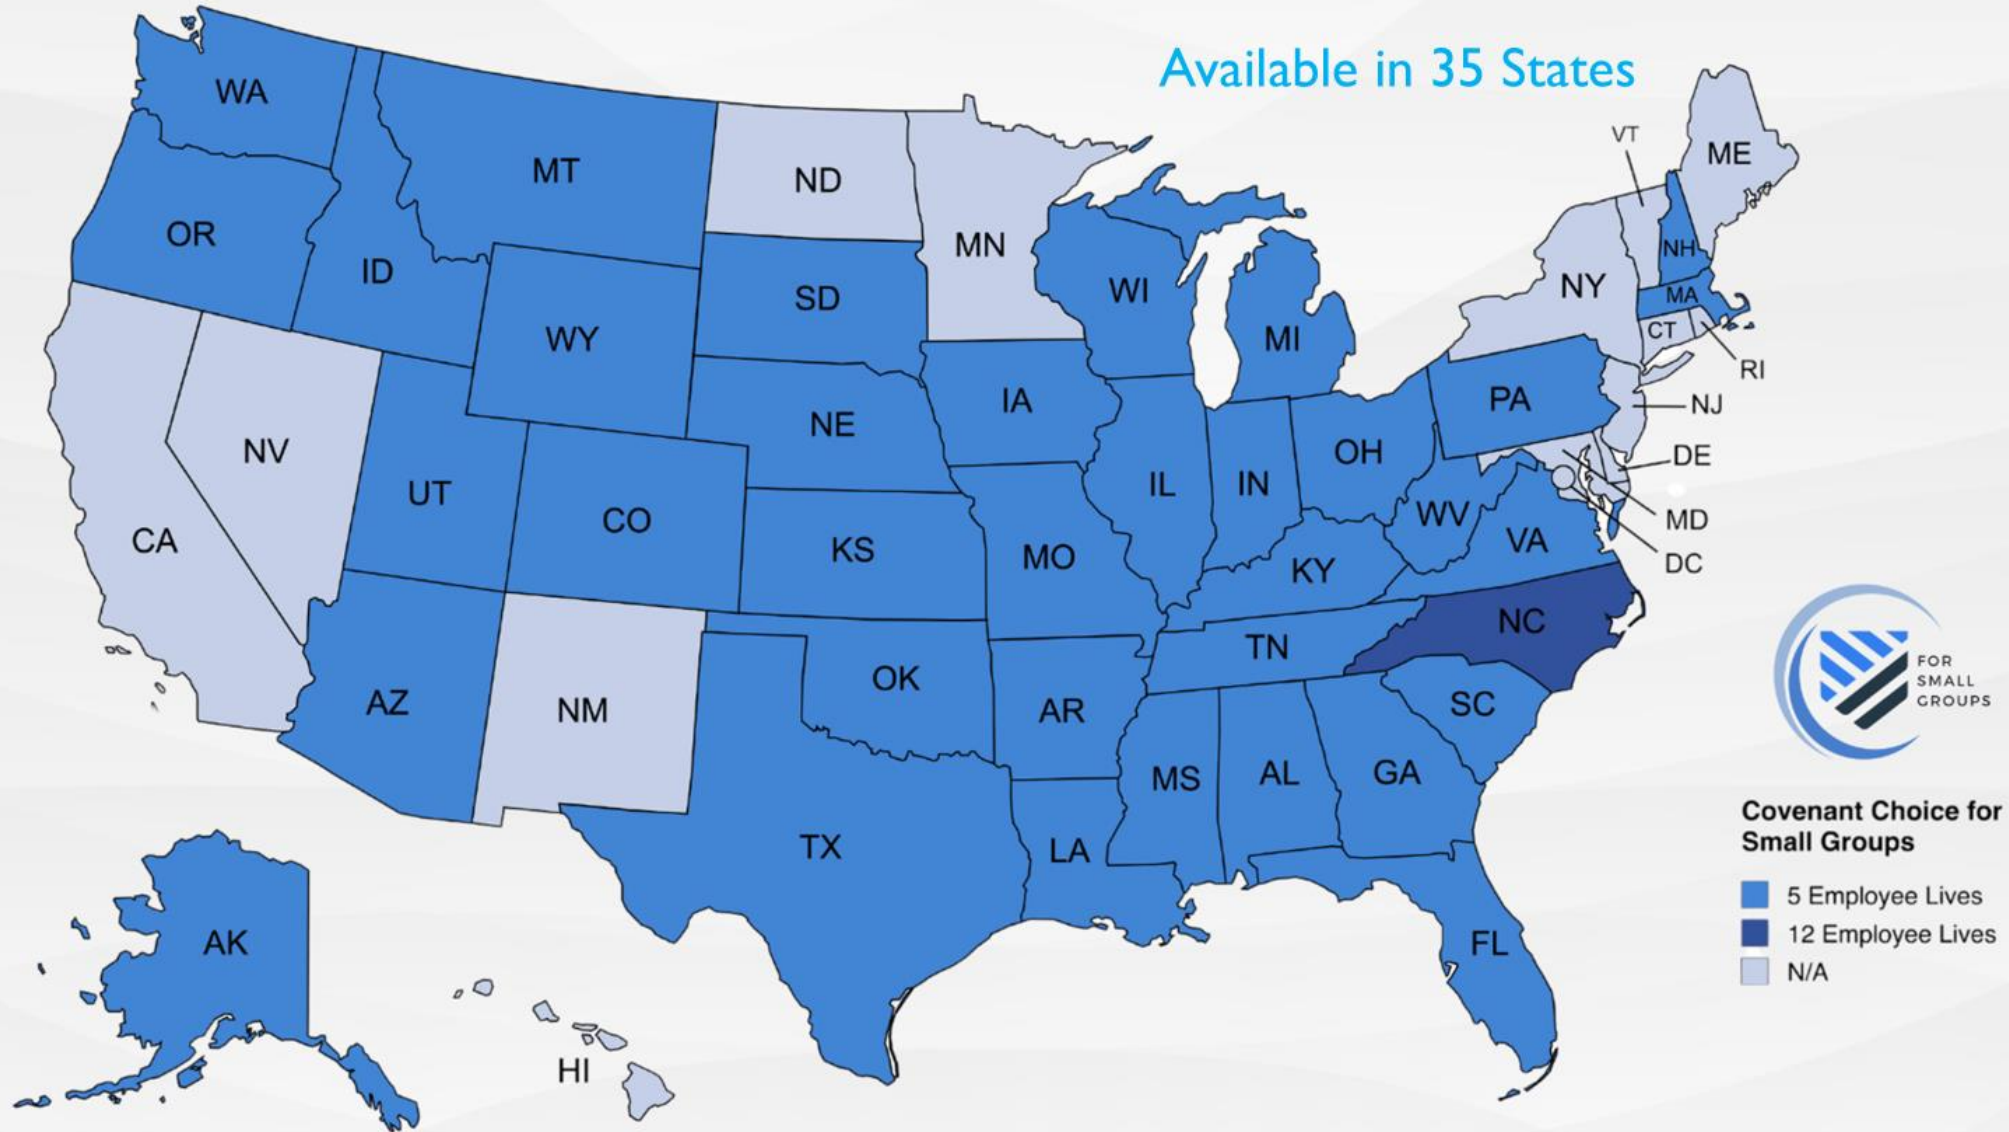 Available in 35 States
WA
MT
ND
MN
VT
ME
OR
ID
SD
WI
NH
NY
MA
WY
MI
CT
RI
IA
PA
NJ
NE
NV
OH
DE
UT
IL
IN
CO
WV
MD
CA
KS
MO
VA
DC
KY
NC
TN
OK
AZ
NM
AR
SC
MS
AL
GA
TX
LA
AK
FL
HI
FOR
SMALL
GROUPS
Covenant Choice for
Small Groups
5 Employee Lives
12 Employee Lives
N/A